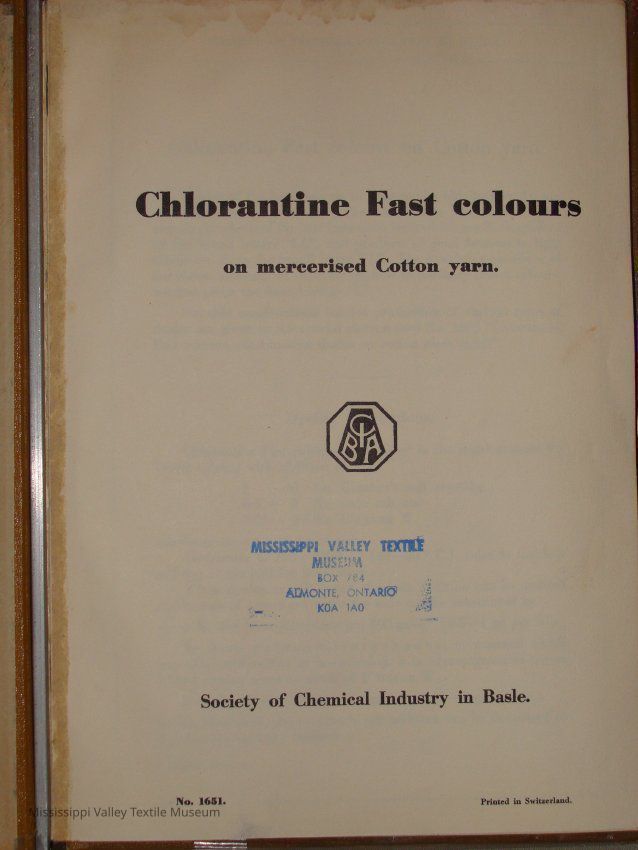 Chlorantine Fast colours
on mercerised Cotton yarn.
CIBA
MISSISSIPPI VALLEY TEXTILE
MUSEUM
BOX 784
ALMONTE, ONTARIO
K0A 1A0
Society of Chemical Industry in Basle.
No. 1651.
Printed in Switzerland.
Mississippi Valley Textile Museum